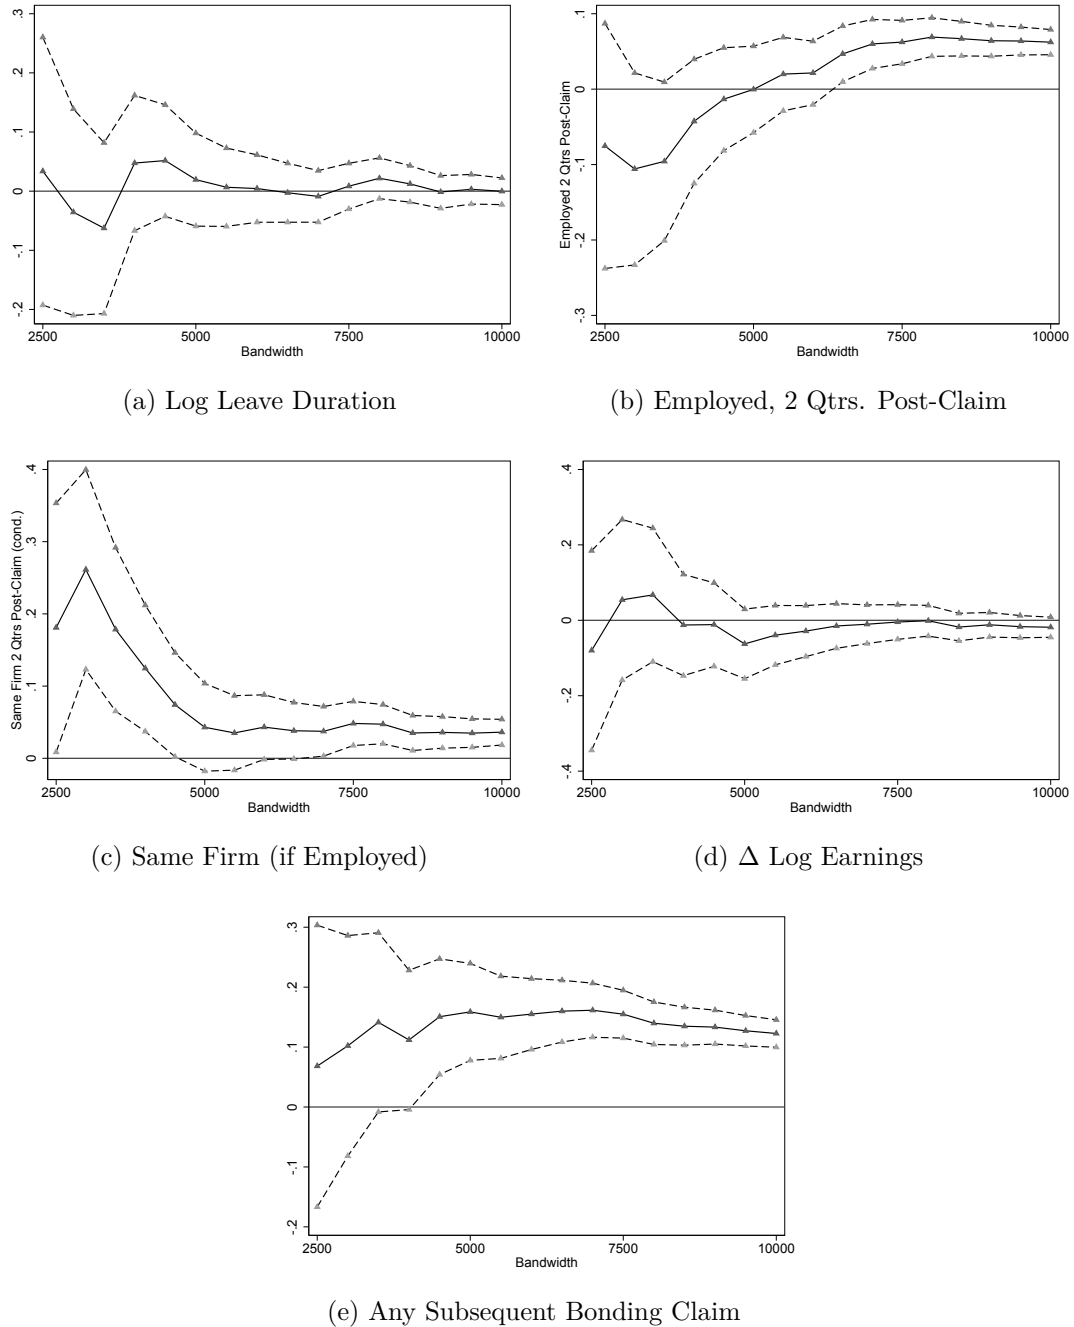 .3
.2
.1
0
-.1
-.2
2500 5000 7500 10000
Bandwidth
(a) Log Leave Duration
Employed 2 Qtrs Post-Claim
.1
0
-.1
-.2
-.3
2500 5000 7500 10000
Bandwidth
(b) Employed, 2 Qtrs. Post-Claim
Same Firm 2 Qtrs Post-Claim (cond.)
.4
.3
.2
.1
0
2500 5000 7500 10000
Bandwidth
(c) Same Firm (if Employed)
.4
.2
0
-.2
-.4
2500 5000 7500 10000
Bandwidth
(d) Δ Log Earnings
.3
.2
.1
0
-.1
-.2
2500 5000 7500 10000
Bandwidth
(e) Any Subsequent Bonding Claim